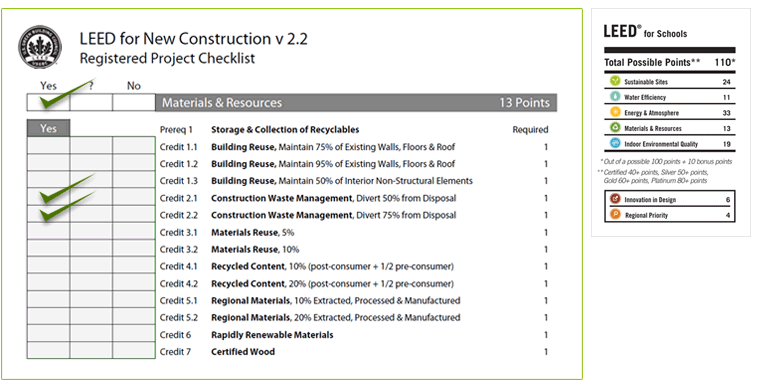 LEED for New Construction v 2.2
Registered Project Checklist
Yes ? No
Materials & Resources 13 Points
Yes
Prereq 1 Storage & Collection of Recyclables Required
Credit 1.1 Building Reuse, Maintain 75% of Existing Walls, Floors & Roof 1
Credit 1.2 Building Reuse, Maintain 95% of Existing Walls, Floors & Roof 1
Credit 1.3 Building Reuse, Maintain 50% of Interior Non-Structural Elements 1
Credit 2.1 Construction Waste Management, Divert 50% from Disposal 1
Credit 2.2 Construction Waste Management, Divert 75% from Disposal 1
Credit 3.1 Materials Reuse, 5% 1
Credit 3.2 Materials Reuse, 10% 1
Credit 4.1 Recycled Content, 10% (post-consumer + 1/2 pre-consumer) 1
Credit 4.2 Recycled Content, 20% (post-consumer + 1/2 pre-consumer) 1
Credit 5.1 Regional Materials, 10% Extracted, Processed & Manufactured 1
Credit 5.2 Regional Materials, 20% Extracted, Processed & Manufactured 1
Credit 6 Rapidly Renewable Materials 1
Credit 7 Certified Wood 1
LEED® for Schools
Total Possible Points** 110*
Sustainable Sites 24
Water Efficiency 11
Energy & Atmosphere 33
Materials & Resources 13
Indoor Environmental Quality 19
*Out of a possible 100 points + 10 bonus points
**Certified 40+ points, Silver 50+ points,
Gold 60+ points, Platinum 80+ points
Innovation in Design 6
Regional Priority 4